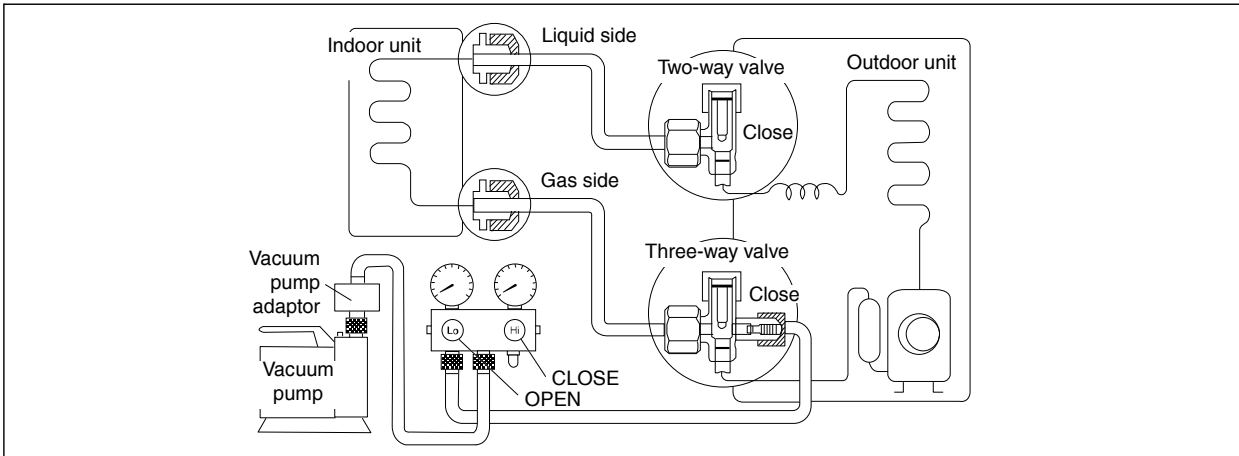 Indoor unit
Liquid side
Two-way valve
Outdoor unit
Close
Gas side
Three-way valve
Close
Vacuum
pump
adaptor
Lo
Hi
CLOSE
OPEN
Vacuum
pump